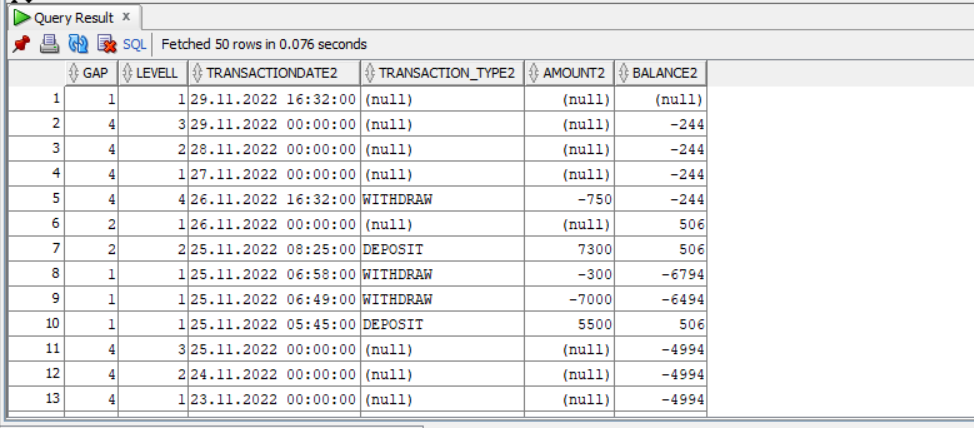 Query Result x
SQL Fetched 50 rows in 0.076 seconds
GAP LEVELL TRANSACTIONDATE2 TRANSACTION_TYPE2 AMOUNT2 BALANCE2
1 1 1 29.11.2022 16:32:00 (null) (null) (null)
2 4 3 29.11.2022 00:00:00 (null) (null) -244
3 4 2 28.11.2022 00:00:00 (null) (null) -244
4 4 1 27.11.2022 00:00:00 (null) (null) -244
5 4 4 26.11.2022 16:32:00 WITHDRAW -750 -244
6 2 1 26.11.2022 00:00:00 (null) (null) 506
7 2 2 25.11.2022 08:25:00 DEPOSIT 7300 506
8 1 1 25.11.2022 06:58:00 WITHDRAW -300 -6794
9 1 1 25.11.2022 06:49:00 WITHDRAW -7000 -6494
10 1 1 25.11.2022 05:45:00 DEPOSIT 5500 506
11 4 3 25.11.2022 00:00:00 (null) (null) -4994
12 4 2 24.11.2022 00:00:00 (null) (null) -4994
13 4 1 23.11.2022 00:00:00 (null) (null) -4994